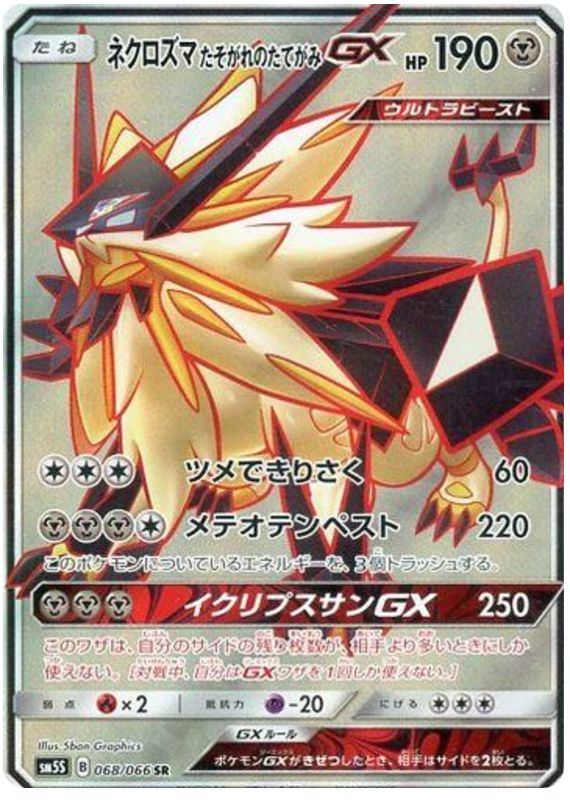 たね ネクロズマ たそがれのたてがみ GX HP 190
ウルトラビースト
ツメできりさく 60
メテオテンペスト 220
このポケモンについているエネルギーを、3個トラッシュする。
イクリプスサンGX 250
このワザは、自分のサイドの残り枚数が、相手より多いときにしか
使えない。[対戦中、自分はGXワザを1回しか使えない。]
弱点 ×2 抵抗力 -20 にげる
GXルール
Illus. 5ban Graphics
ポケモンGXがきぜつしたとき、相手はサイドを2枚とる。
SM5S B 068/066 SR